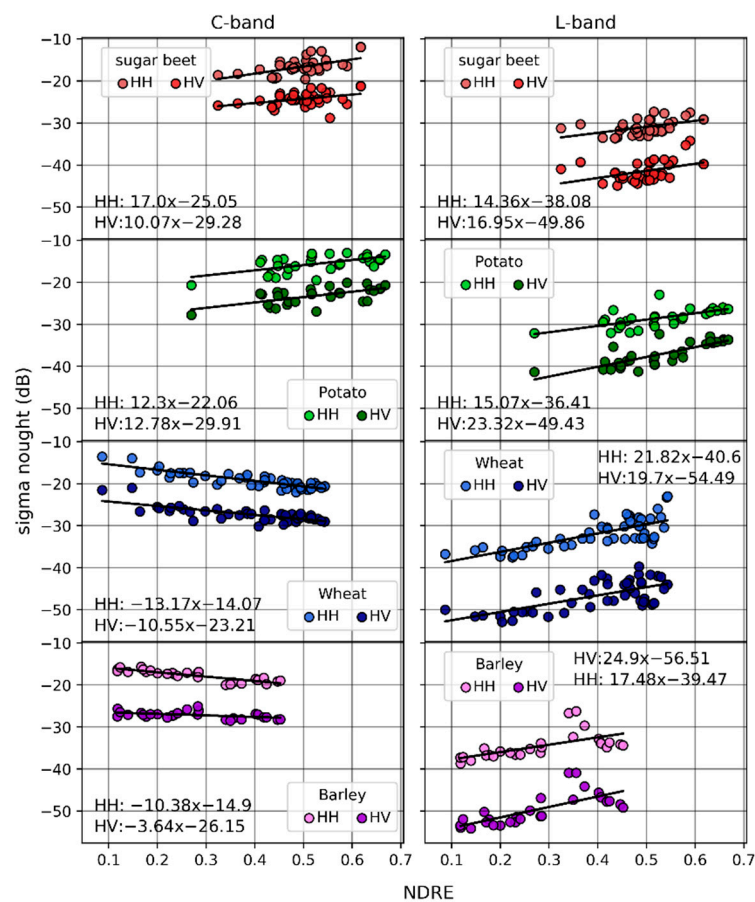 C-band
L-band
sigma nought (dB)
−10
−20
−30
−40
−50
sugar beet
HH HV
HH: 17.0x−25.05
HV:10.07x−29.28
sugar beet
HH HV
HH: 14.36x−38.08
HV:16.95x−49.86
−10
−20
−30
−40
−50
HH: 12.3x−22.06
HV:12.78x−29.91
Potato
HH HV
Potato
HH HV
HH: 15.07x−36.41
HV:23.32x−49.43
−10
−20
−30
−40
−50
HH: −13.17x−14.07
HV:−10.55x−23.21
Wheat
HH HV
Wheat
HH HV
HH: 21.82x−40.6
HV:19.7x−54.49
−10
−20
−30
−40
−50
HH: −10.38x−14.9
HV:−3.64x−26.15
Barley
HH HV
Barley
HH HV
HV:24.9x−56.51
HH: 17.48x−39.47
0.1 0.2 0.3 0.4 0.5 0.6 0.7
0.1 0.2 0.3 0.4 0.5 0.6 0.7
NDRE